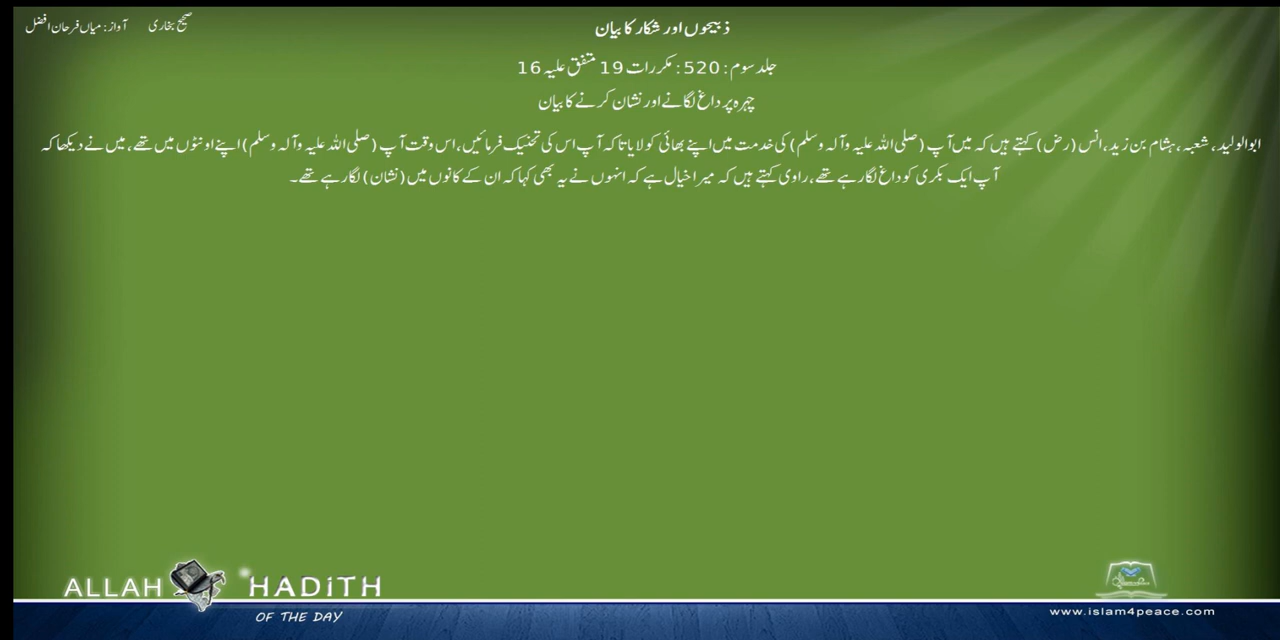 صحیح بخاری
آواز: میاں فرحان افضل
ذبیحوں اور شکار کا بیان
جلد سوم : 520 : مکررات 19 متفق علیہ 16
چہرہ پر داغ لگانے اور نشان کرنے کا بیان
ابوالولید، شعبہ، ہشام بن زید، انس (رض) کہتے ہیں کہ میں آپ (صلی اللہ علیہ وآلہ وسلم) کی خدمت میں اپنے بھائی کو لایا تاکہ آپ اس کی تحنیک فرمائیں، اس وقت آپ (صلی اللہ علیہ وآلہ وسلم) اپنے اونٹوں میں تھے، میں نے دیکھا کہ
آپ ایک بکری کو داغ لگا رہے تھے، راوی کہتے ہیں کہ میرا خیال ہے کہ انہوں نے یہ بھی کہا کہ ان کے کانوں میں (نشان) لگا رہے تھے۔
ALLAH HADiTH
OF THE DAY
www.islam4peace.com